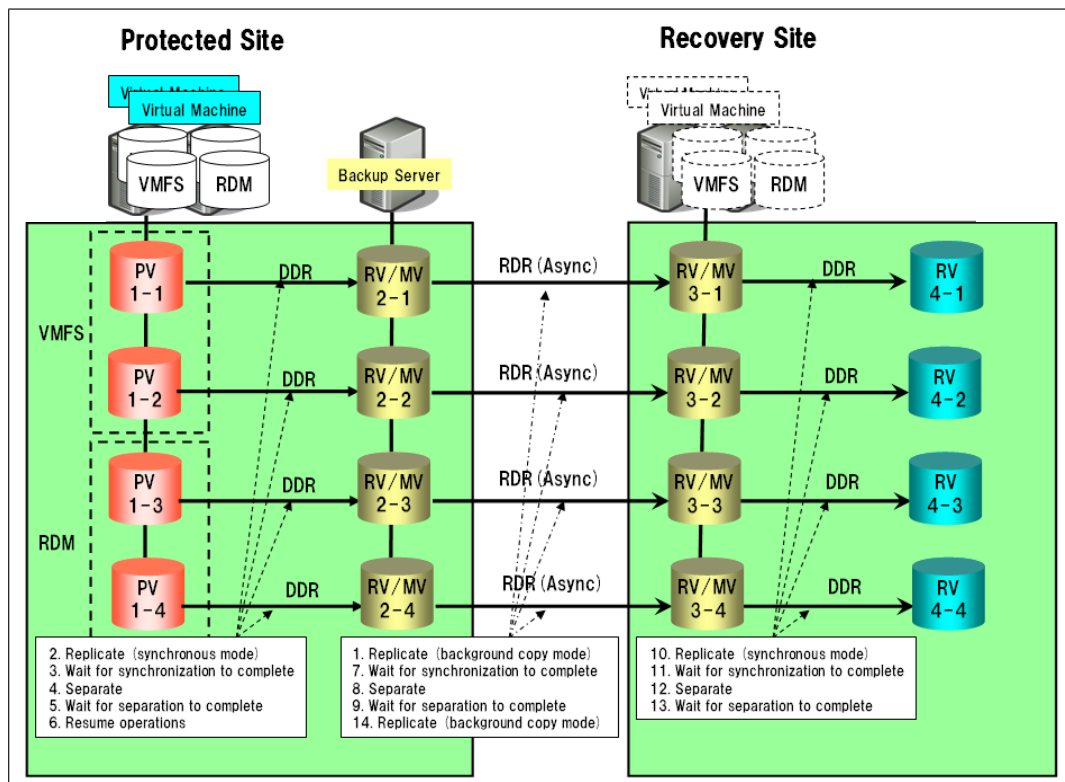 Protected Site
Recovery Site
Virtual Machine
Virtual Machine
VMFS
RDM
Backup Server
Virtual Machine
Virtual Machine
VMFS
RDM
VMFS
RDM
PV
1-1
DDR
RV/MV
2-1
RDR(Async)
RV/MV
3-1
DDR
RV
4-1
PV
1-2
DDR
RV/MV
2-2
RDR(Async)
RV/MV
3-2
DDR
RV
4-2
PV
1-3
DDR
RV/MV
2-3
RDR(Async)
RV/MV
3-3
DDR
RV
4-3
PV
1-4
DDR
RV/MV
2-4
RDR(Async)
RV/MV
3-4
DDR
RV
4-4
2. Replicate (synchronous mode)
3. Wait for synchronization to complete
4. Separate
5. Wait for separation to complete
6. Resume operations
1. Replicate (background copy mode)
7. Wait for synchronization to complete
8. Separate
9. Wait for separation to complete
14. Replicate (background copy mode)
10. Replicate (synchronous mode)
11. Wait for synchronization to complete
12. Separate
13. Wait for separation to complete